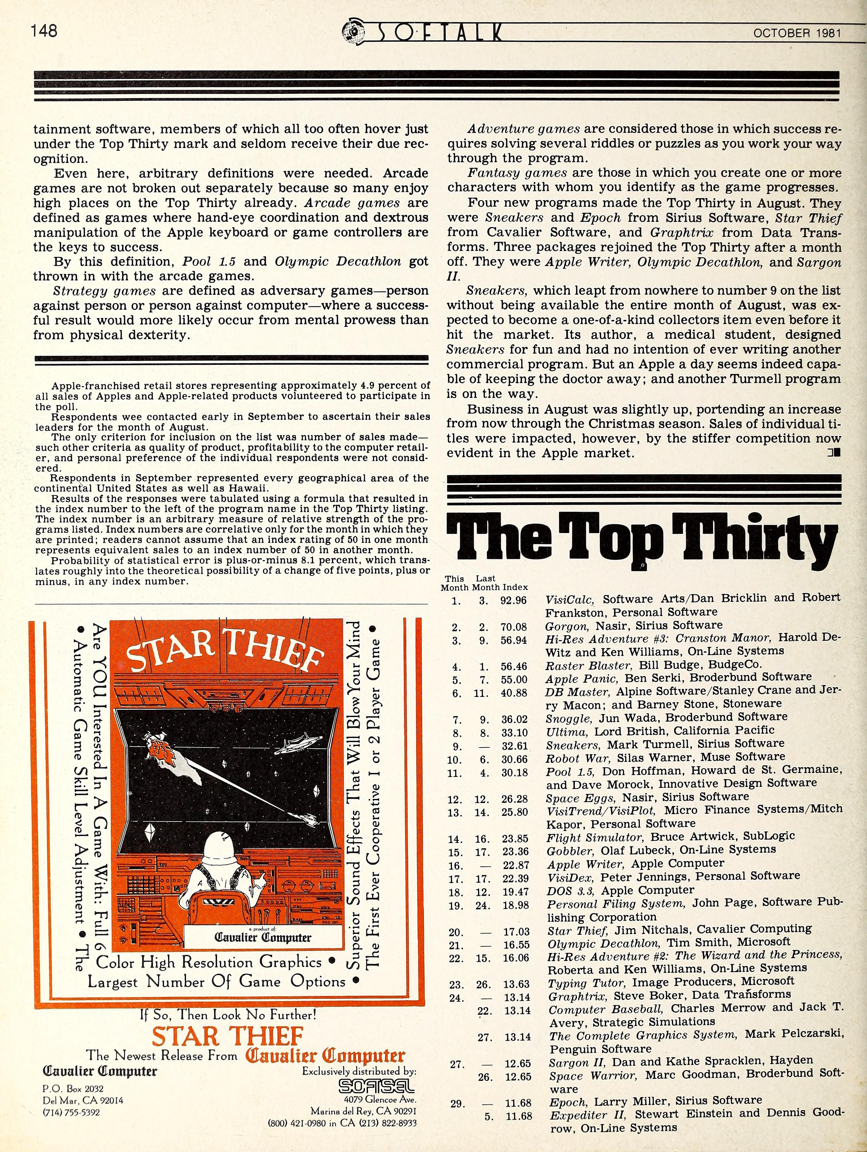 148
SOFTALK
OCTOBER 1981
tainment software, members of which all too often hover just
under the Top Thirty mark and seldom receive their due rec-
ognition.
Even here, arbitrary definitions were needed. Arcade
games are not broken out separately because so many enjoy
high places on the Top Thirty already. Arcade games are
defined as games where hand-eye coordination and dextrous
manipulation of the Apple keyboard or game controllers are
the keys to success.
By this definition, Pool 1.5 and Olympic Decathlon got
thrown in with the arcade games.
Strategy games are defined as adversary games—person
against person or person against computer—where a success-
ful result would more likely occur from mental prowess than
from physical dexterity.
Apple-franchised retail stores representing approximately 4.9 percent of
all sales of Apples and Apple-related products volunteered to participate in
the poll.
Respondents wee contacted early in September to ascertain their sales
leaders for the month of August.
The only criterion for inclusion on the list was number of sales made—
such other criteria as quality of product, profitability to the computer retail-
er, and personal preference of the individual respondents were not consid-
ered.
Respondents in September represented every geographical area of the
continental United States as well as Hawaii.
Results of the responses were tabulated using a formula that resulted in
the index number to the left of the program name in the Top Thirty listing.
The index number is an arbitrary measure of relative strength of the pro-
grams listed. Index numbers are correlative only for the month in which they
are printed; readers cannot assume that an index rating of 50 in one month
represents equivalent sales to an index number of 50 in another month.
Probability of statistical error is plus-or-minus 8.1 percent, which trans-
lates roughly into the theoretical possibility of a change of five points, plus or
minus, in any index number.
Adventure games are considered those in which success re-
quires solving several riddles or puzzles as you work your way
through the program.
Fantasy games are those in which you create one or more
characters with whom you identify as the game progresses.
Four new programs made the Top Thirty in August. They
were Sneakers and Epoch from Sirius Software, Star Thief
from Cavalier Software, and Graphtrix from Data Trans-
forms. Three packages rejoined the Top Thirty after a month
off. They were Apple Writer, Olympic Decathlon, and Sargon
II.
Sneakers, which leapt from nowhere to number 9 on the list
without being available the entire month of August, was ex-
pected to become a one-of-a-kind collectors item even before it
hit the market. Its author, a medical student, designed
Sneakers for fun and had no intention of ever writing another
commercial program. But an Apple a day seems indeed capa-
ble of keeping the doctor away; and another Turmell program
is on the way.
Business in August was slightly up, portending an increase
from now through the Christmas season. Sales of individual ti-
tles were impacted, however, by the stiffer competition now
evident in the Apple market.
The Top Thirty
This Last
Month Month Index
1. 3. 92.96 VisiCalc, Software Arts/Dan Bricklin and Robert
Frankston, Personal Software
2. 2. 70.08 Gorgon, Nasir, Sirius Software
3. 9. 56.94 Hi-Res Adventure #3: Cranston Manor, Harold De-
Witz and Ken Williams, On-Line Systems
4. 1. 56.46 Raster Blaster, Bill Budge, BudgeCo.
5. 7. 55.00 Apple Panic, Ben Serki, Broderbund Software
6. 11. 40.88 DB Master, Alpine Software/Stanley Crane and Jer-
ry Macon; and Barney Stone, Stoneware
7. 9. 36.02 Snoggle, Jun Wada, Broderbund Software
8. 8. 33.10 Ultima, Lord British, California Pacific
9. — 32.61 Sneakers, Mark Turmell, Sirius Software
10. 6. 30.66 Robot War, Silas Warner, Muse Software
11. 4. 30.18 Pool 1.5, Don Hoffman, Howard de St. Germaine,
and Dave Morock, Innovative Design Software
12. 12. 26.28 Space Eggs, Nasir, Sirius Software
13. 14. 25.80 VisiTrend/VisiPlot, Micro Finance Systems/Mitch
Kapor, Personal Software
14. 16. 23.85 Flight Simulator, Bruce Artwick, SubLogic
15. 17. 23.36 Gobbler, Olaf Lubeck, On-Line Systems
16. — 22.87 Apple Writer, Apple Computer
17. 17. 22.39 VisiDex, Peter Jennings, Personal Software
18. 12. 19.47 DOS 3.3, Apple Computer
19. 24. 18.98 Personal Filing System, John Page, Software Pub-
lishing Corporation
20. — 17.03 Star Thief, Jim Nitchals, Cavalier Computing
21. — 16.55 Olympic Decathlon, Tim Smith, Microsoft
22. 15. 16.06 Hi-Res Adventure #2: The Wizard and the Princess,
Roberta and Ken Williams, On-Line Systems
23. 26. 13.63 Typing Tutor, Image Producers, Microsoft
24. — 13.14 Graphtrix, Steve Boker, Data Transforms
22. 13.14 Computer Baseball, Charles Merrow and Jack T.
Avery, Strategic Simulations
27. 13.14 The Complete Graphics System, Mark Pelczarski,
Penguin Software
27. — 12.65 Sargon II, Dan and Kathe Spracklen, Hayden
26. 12.65 Space Warrior, Marc Goodman, Broderbund Soft-
ware
29. — 11.68 Epoch, Larry Miller, Sirius Software
5. 11.68 Expediter II, Stewart Einstein and Dennis Good-
row, On-Line Systems
STAR THIEF
Are YOU Interested In A Game With: Full 6
Color High Resolution Graphics •
Superior Sound Effects That Will Blow Your Mind
• Automatic Game Skill Level Adjustment • The
Largest Number Of Game Options •
The First Ever Cooperative 1 or 2 Player Game •
a product of:
Cavalier Computer
If So, Then Look No Further!
STAR THIEF
The Newest Release From Cavalier Computer
Cavalier Computer
P.O. Box 2032
Del Mar, CA 92014
(714) 755-5392
Exclusively distributed by:
SOFTSEL
4079 Glencoe Ave.
Marina del Rey, CA 90291
(800) 421-0980 in CA (213) 822-8933